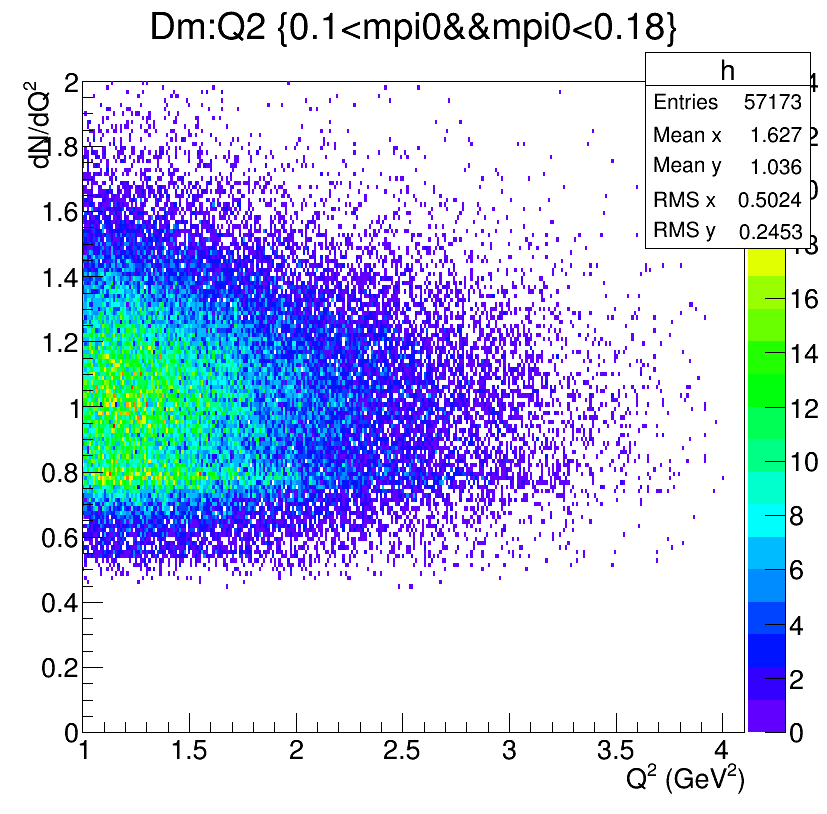 Dm:Q2 {0.1<mpi0&&mpi0<0.18}
h
Entries 57173
Mean x 1.627
Mean y 1.036
RMS x 0.5024
RMS y 0.2453
dN/dQ²
2
1.8
1.6
1.4
1.2
1
0.8
0.6
0.4
0.2
0
1 1.5 2 2.5 3 3.5 4
Q² (GeV²)
16
14
12
10
8
6
4
2
0